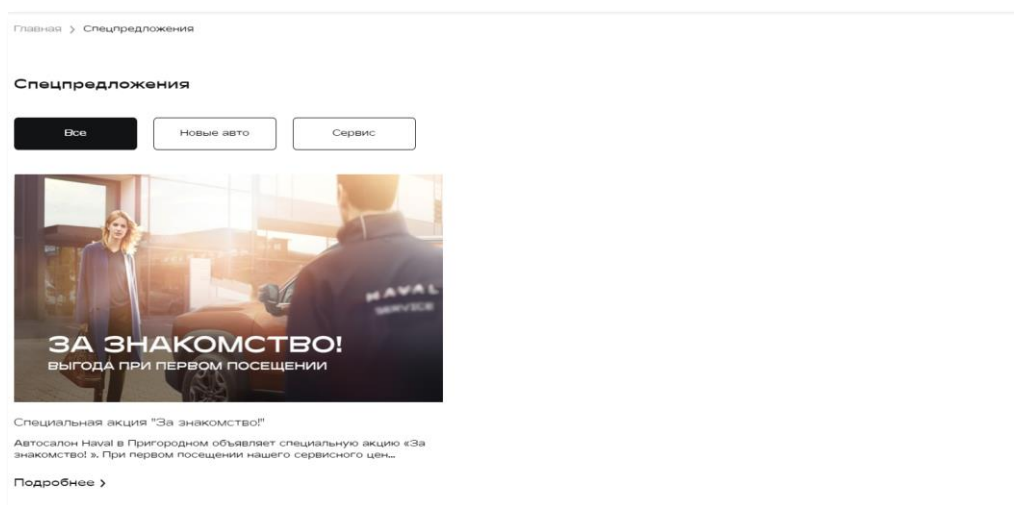 Главная > Спецпредложения
Спецпредложения
Все
Новые авто
Сервис
HAVAL
SERVICE
ЗА ЗНАКОМСТВО!
ВЫГОДА ПРИ ПЕРВОМ ПОСЕЩЕНИИ
Специальная акция "За знакомство!"
Автосалон Haval в Пригородном объявляет специальную акцию «За
знакомство! ». При первом посещении нашего сервисного цен...
Подробнее >